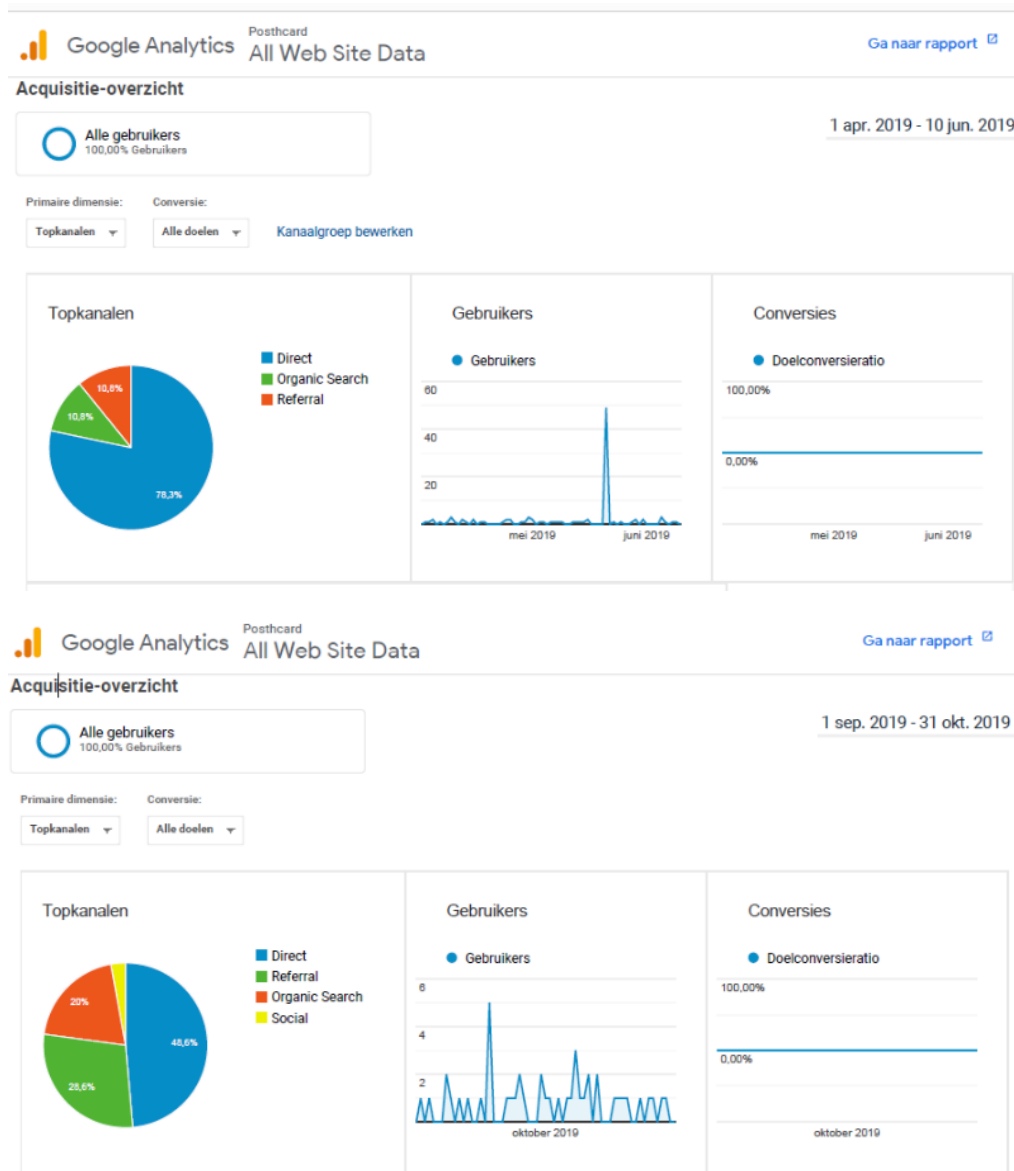 Google Analytics
Posthcard
All Web Site Data
Ga naar rapport
Acquisitie-overzicht
Alle gebruikers
100,00% Gebruikers
1 apr. 2019 - 10 jun. 2019
Primaire dimensie:
Conversie:
Topkanalen
Alle doelen
Kanaalgroep bewerken
Topkanalen
Direct
Organic Search
Referral
10,8%
10,8%
78,3%
Gebruikers
Gebruikers
60
40
20
mei 2019
juni 2019
Conversies
Doelconversieratio
100,00%
0,00%
mei 2019
juni 2019
Google Analytics
Posthcard
All Web Site Data
Ga naar rapport
Acquisitie-overzicht
Alle gebruikers
100,00% Gebruikers
1 sep. 2019 - 31 okt. 2019
Primaire dimensie:
Conversie:
Topkanalen
Alle doelen
Topkanalen
Direct
Referral
Organic Search
Social
20%
48,6%
28,6%
Gebruikers
Gebruikers
6
4
2
oktober 2019
Conversies
Doelconversieratio
100,00%
0,00%
oktober 2019